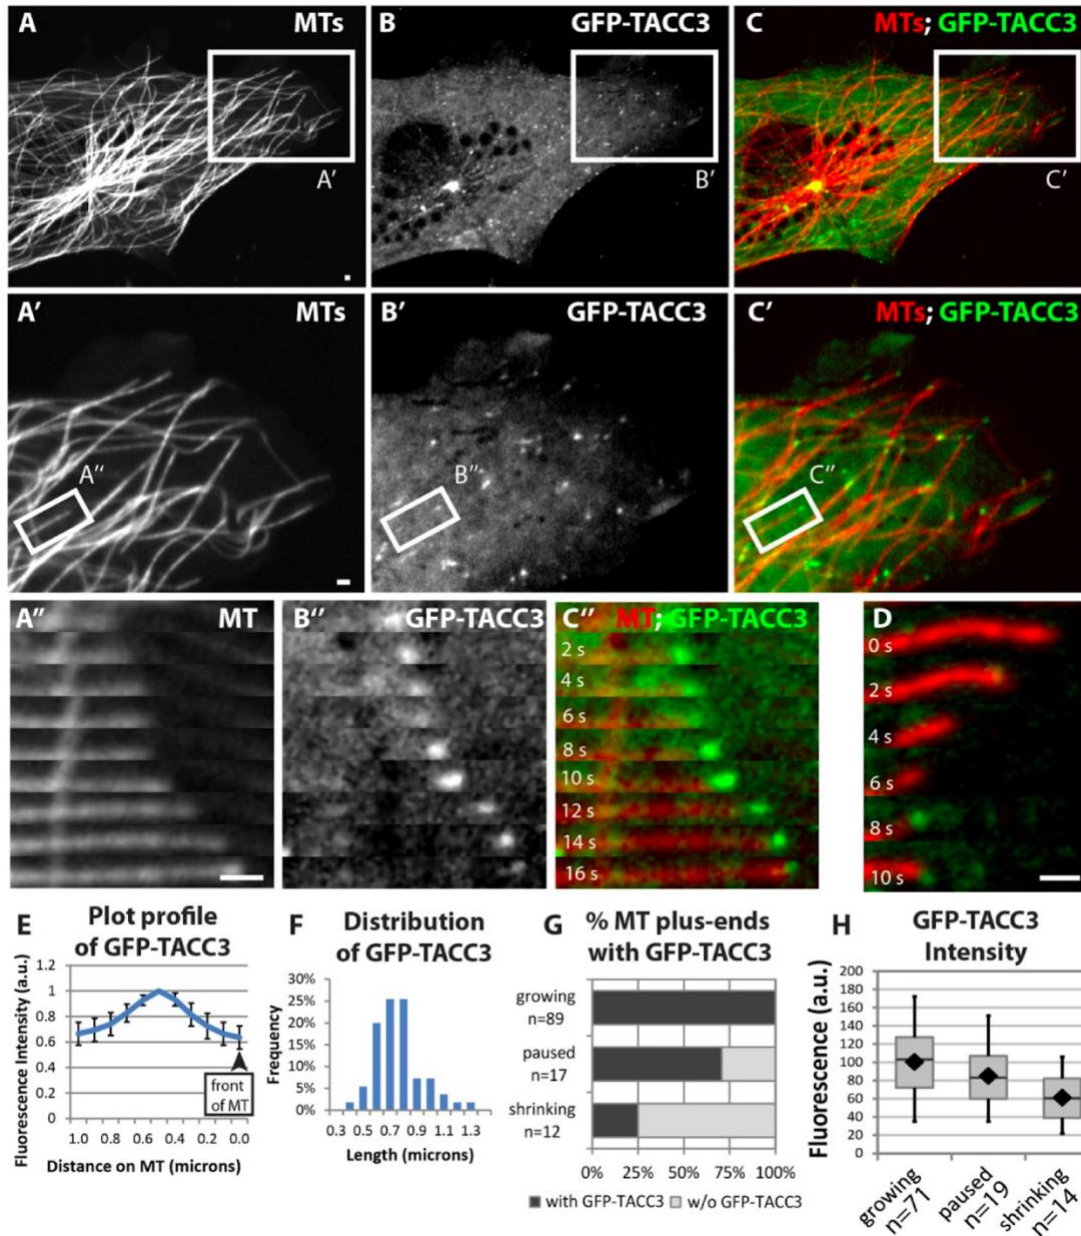 A MTs
B GFP-TACC3
C MTs; GFP-TACC3
A'
B'
C'
A' MTs
B' GFP-TACC3
C' MTs; GFP-TACC3
A''
B''
C''
A'' MT
B'' GFP-TACC3
C'' MT; GFP-TACC3
2 s
4 s
6 s
8 s
10 s
12 s
14 s
16 s
D
0 s
2 s
4 s
6 s
8 s
10 s
E Plot profile
of GFP-TACC3
Fluorescence Intensity (a.u.)
1.2
1
0.8
0.6
0.4
0.2
0
front
of MT
1.0 0.8 0.6 0.4 0.2 0.0
Distance on MT (microns)
F Distribution
of GFP-TACC3
Frequency
30%
25%
20%
15%
10%
5%
0%
0.3 0.5 0.7 0.9 1.1 1.3
Length (microns)
G % MT plus-ends
with GFP-TACC3
growing
n=89
paused
n=17
shrinking
n=12
0% 25% 50% 75% 100%
with GFP-TACC3 w/o GFP-TACC3
H GFP-TACC3
Intensity
Fluorescence (a.u.)
200
180
160
140
120
100
80
60
40
20
0
growing
n=71
paused
n=19
shrinking
n=14